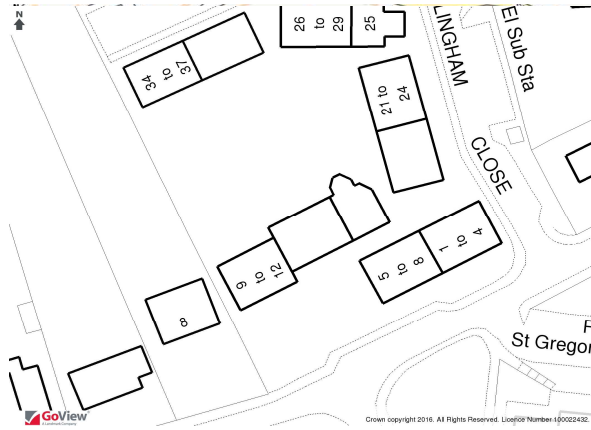 N
26
to
29
25
34
to
37
21 to
24
LINGHAM
CLOSE
El Sub Sta
9
to
12
5
to
8
1
to
4
8
St Gregor
GoView
A Landmark Company
Crown copyright 2016. All Rights Reserved. Licence Number 100022432